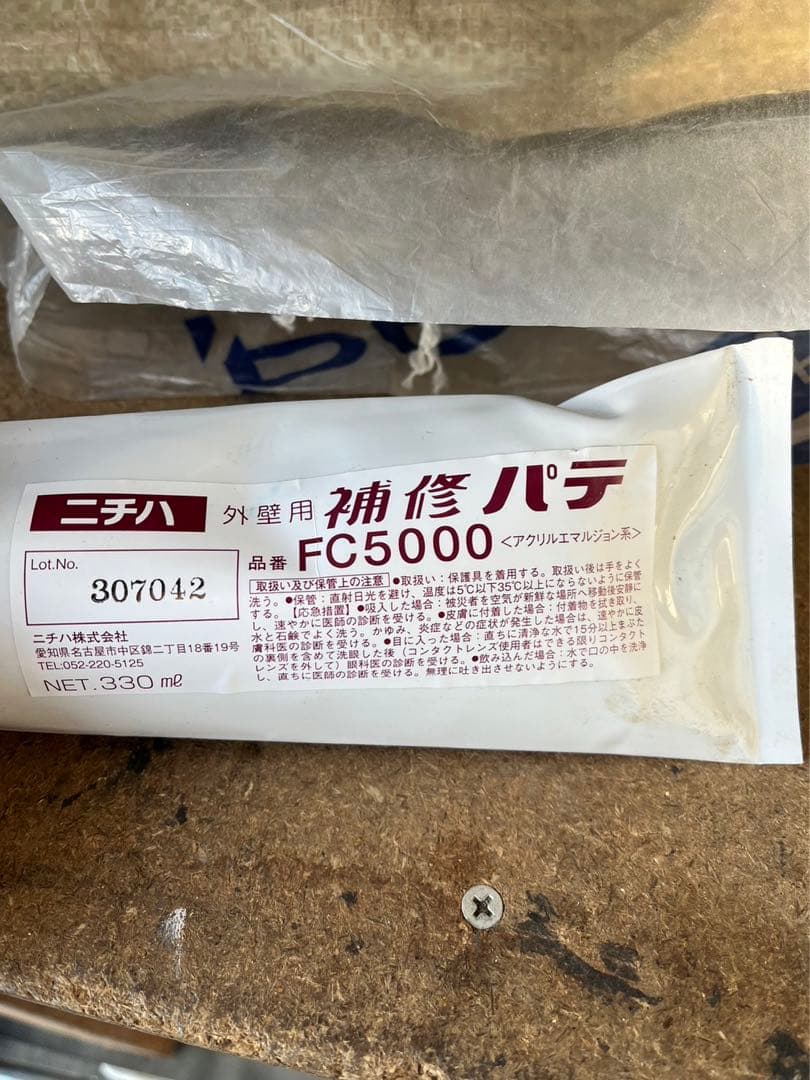 ニチハ 外壁用 補修パテ
品番 FC5000 <アクリルエマルジョン系>
Lot.No.
307042
ニチハ株式会社
愛知県名古屋市中区錦二丁目18番19号
TEL:052-220-5125
NET.330㎖
取扱い及び保管上の注意 ●取扱い:保護具を着用する。取扱い後は手をよく
洗う。●保管:直射日光を避け、温度は5℃以下35℃以上にならないように保管
する。【応急措置】●吸入した場合:被災者を空気が新鮮な場所へ移動後安静に
し、速やかに医師の診断を受ける。●皮膚に付着した場合:付着物を拭き取り、
水と石鹸でよく洗う。かゆみ、炎症などの症状が発生した場合は、速やかに皮
膚科医の診断を受ける。●目に入った場合:直ちに清浄な水で15分以上まぶた
の裏側を含めて洗眼した後(コンタクトレンズ使用者はできる限りコンタクト
レンズを外して)眼科医の診断を受ける。●飲み込んだ場合:水で口の中を洗浄
し、直ちに医師の診断を受ける。無理に吐き出させないようにする。